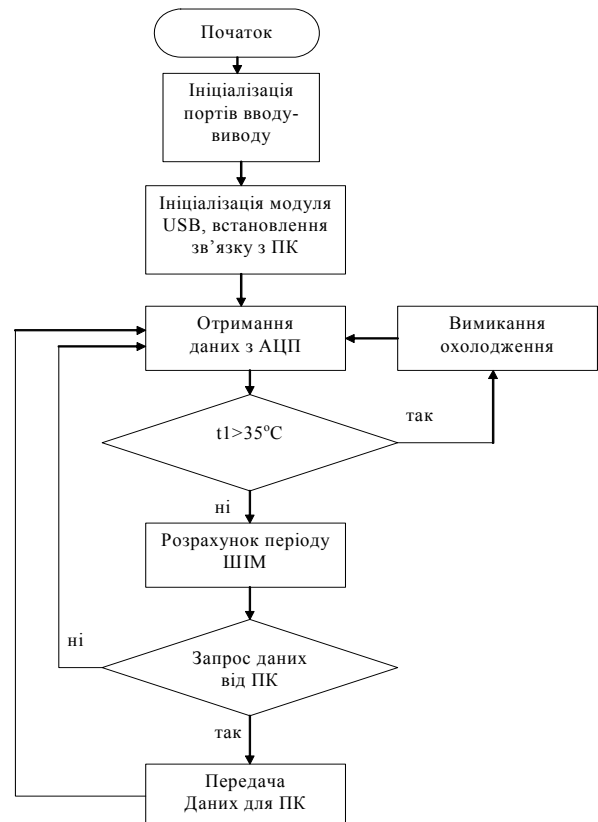 Початок
Ініціалізація
портів вводу-
виводу
Ініціалізація модуля
USB, встановлення
зв’язку з ПК
Отримання
даних з АЦП
Вимикання
охолодження
t1>35°C
так
ні
Розрахунок періоду
ШІМ
ні
Запрос даних
від ПК
так
Передача
Даних для ПК